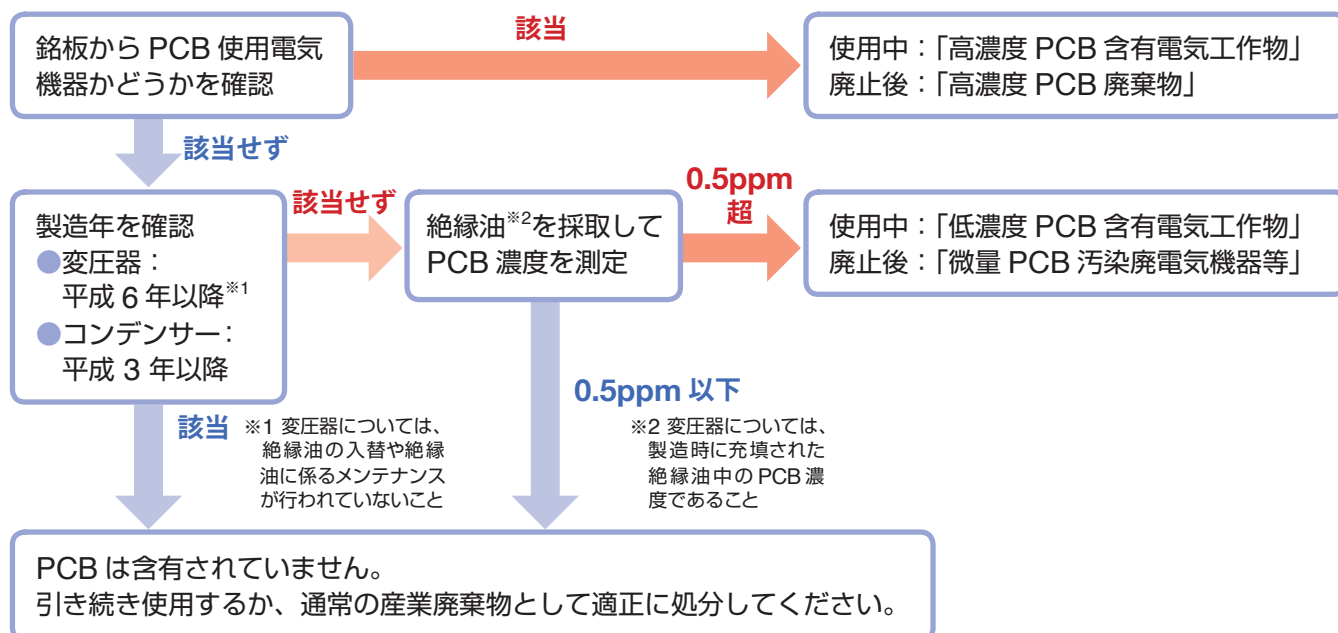 銘板から PCB 使用電気
機器かどうかを確認
該当
使用中：「高濃度 PCB 含有電気工作物」
廃止後：「高濃度 PCB 廃棄物」
該当せず
製造年を確認
●変圧器：
平成 6 年以降※1
●コンデンサー：
平成 3 年以降
該当せず
絶縁油※2を採取して
PCB 濃度を測定
0.5ppm
超
使用中：「低濃度 PCB 含有電気工作物」
廃止後：「微量 PCB 汚染廃電気機器等」
該当
※1 変圧器については、
絶縁油の入替や絶縁
油に係るメンテナンス
が行われていないこと
0.5ppm 以下
※2 変圧器については、
製造時に充填された
絶縁油中の PCB 濃
度であること
PCB は含有されていません。
引き続き使用するか、通常の産業廃棄物として適正に処分してください。